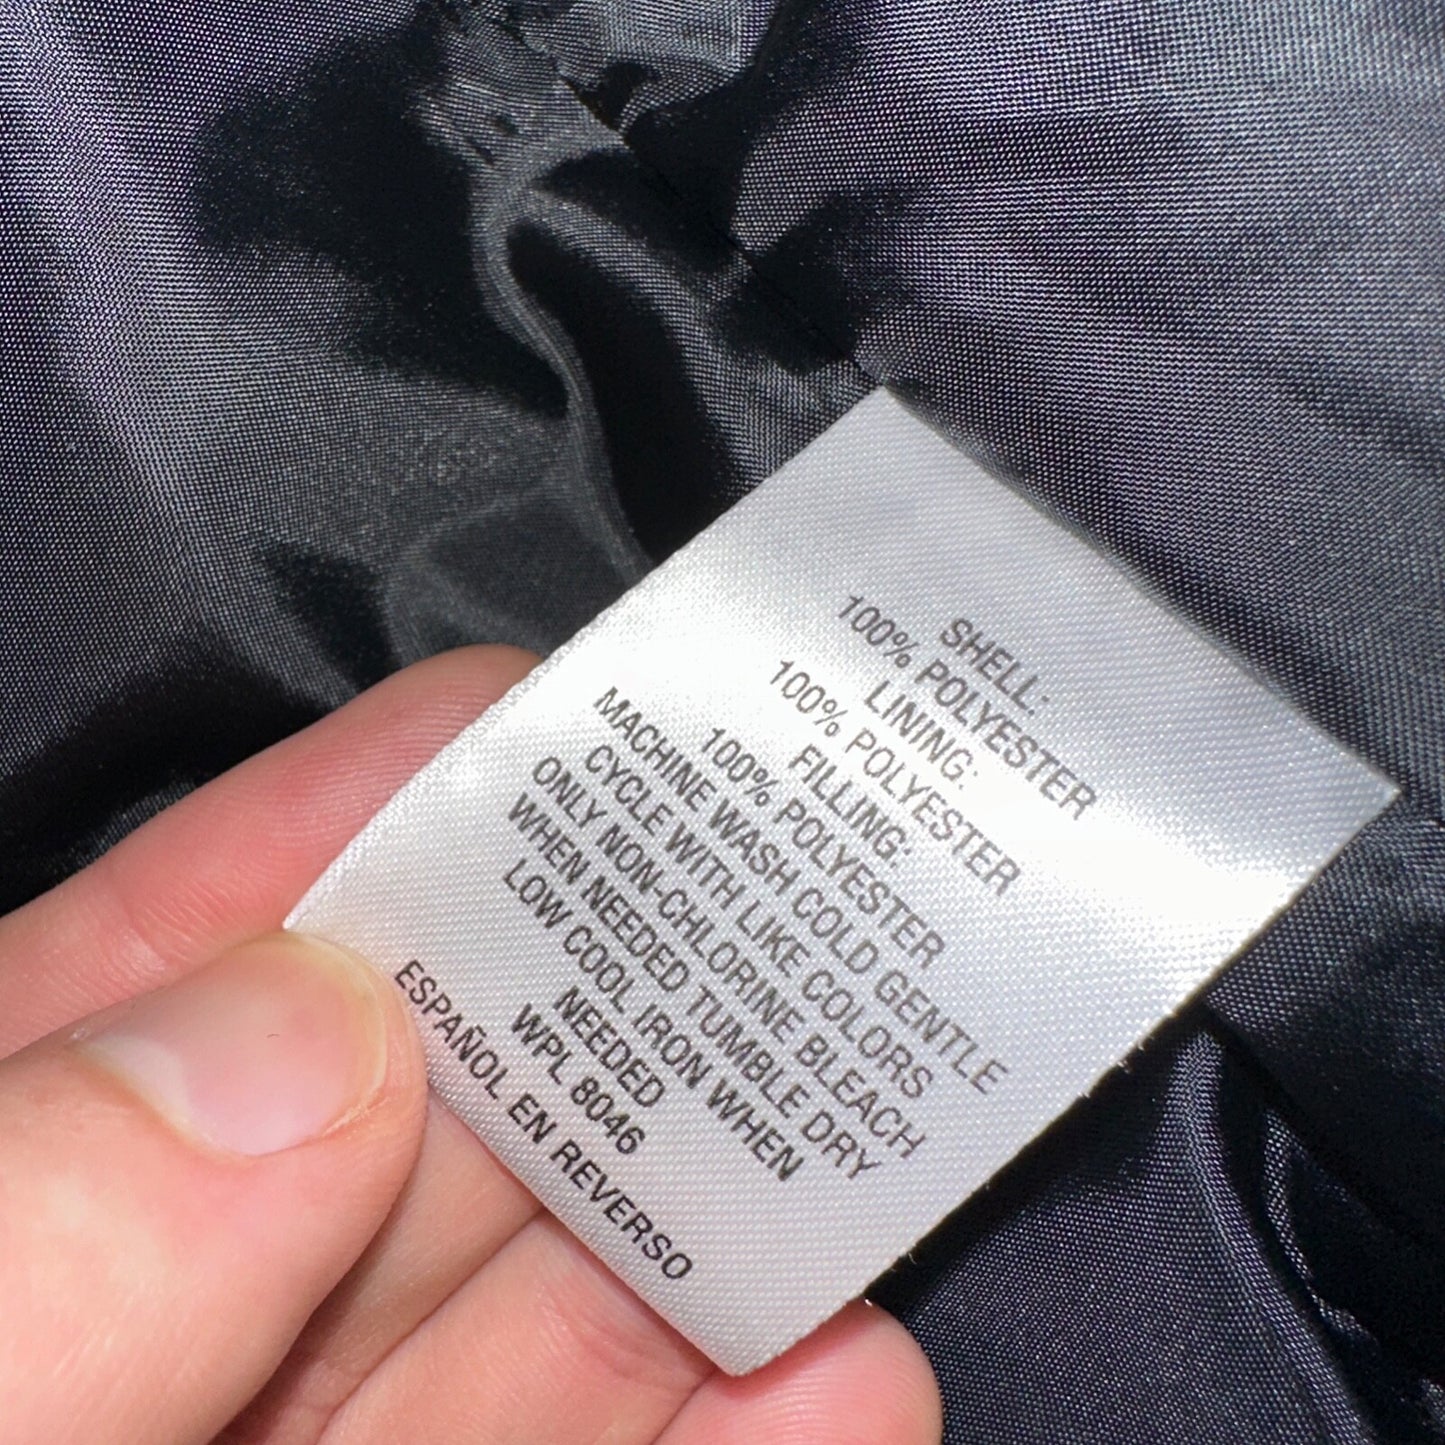 SHELL:
100% POLYESTER
LINING:
100% POLYESTER
FILLING:
100% POLYESTER
MACHINE WASH COLD GENTLE
CYCLE WITH LIKE COLORS
ONLY NON-CHLORINE BLEACH
WHEN NEEDED TUMBLE DRY
LOW COOL IRON WHEN
NEEDED
WPL 8046
ESPAÑOL EN REVERSO